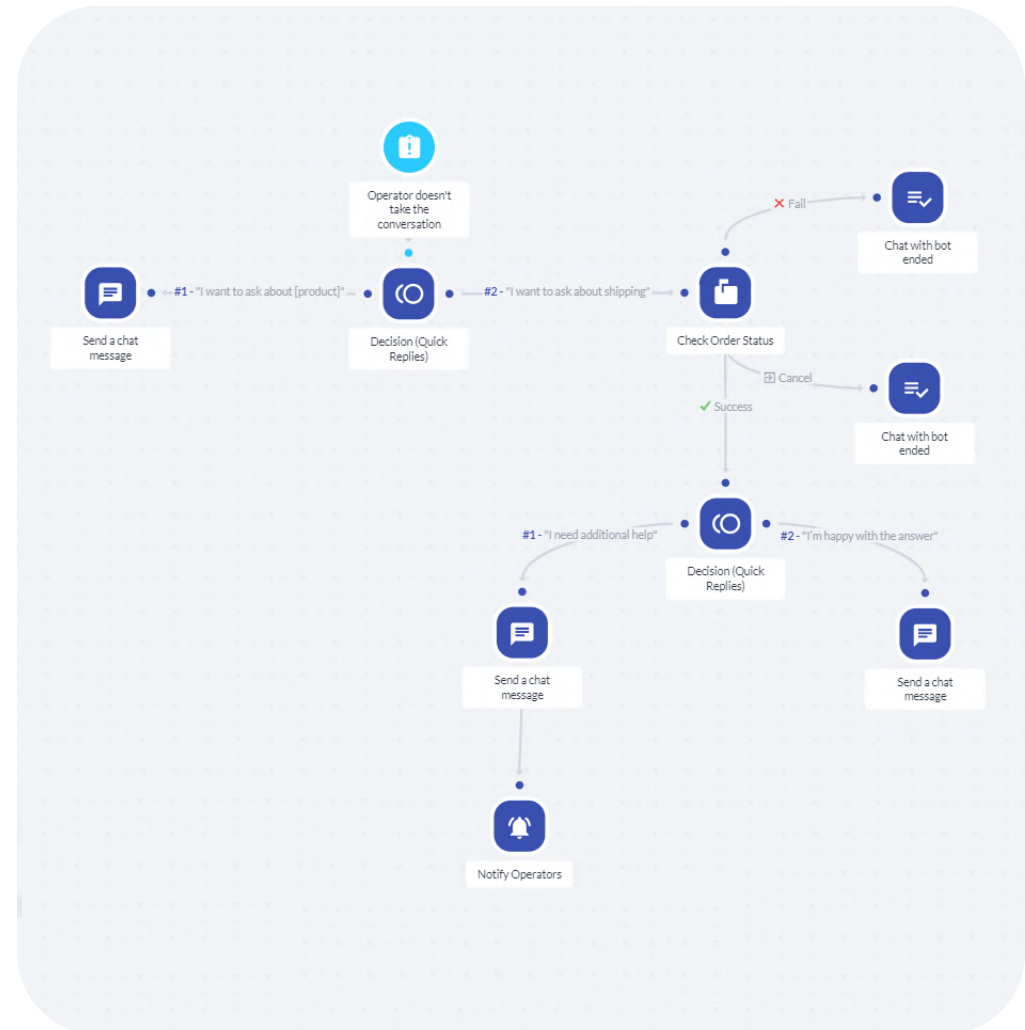 Operator doesn't
take the
conversation
Fail
Chat with bot
ended
#1 - "I want to ask about [product]"
#2 - "I want to ask about shipping"
Send a chat
message
Decision (Quick
Replies)
Check Order Status
Cancel
Success
Chat with bot
ended
#1 - "I need additional help"
#2 - "I'm happy with the answer"
Decision (Quick
Replies)
Send a chat
message
Send a chat
message
Notify Operators